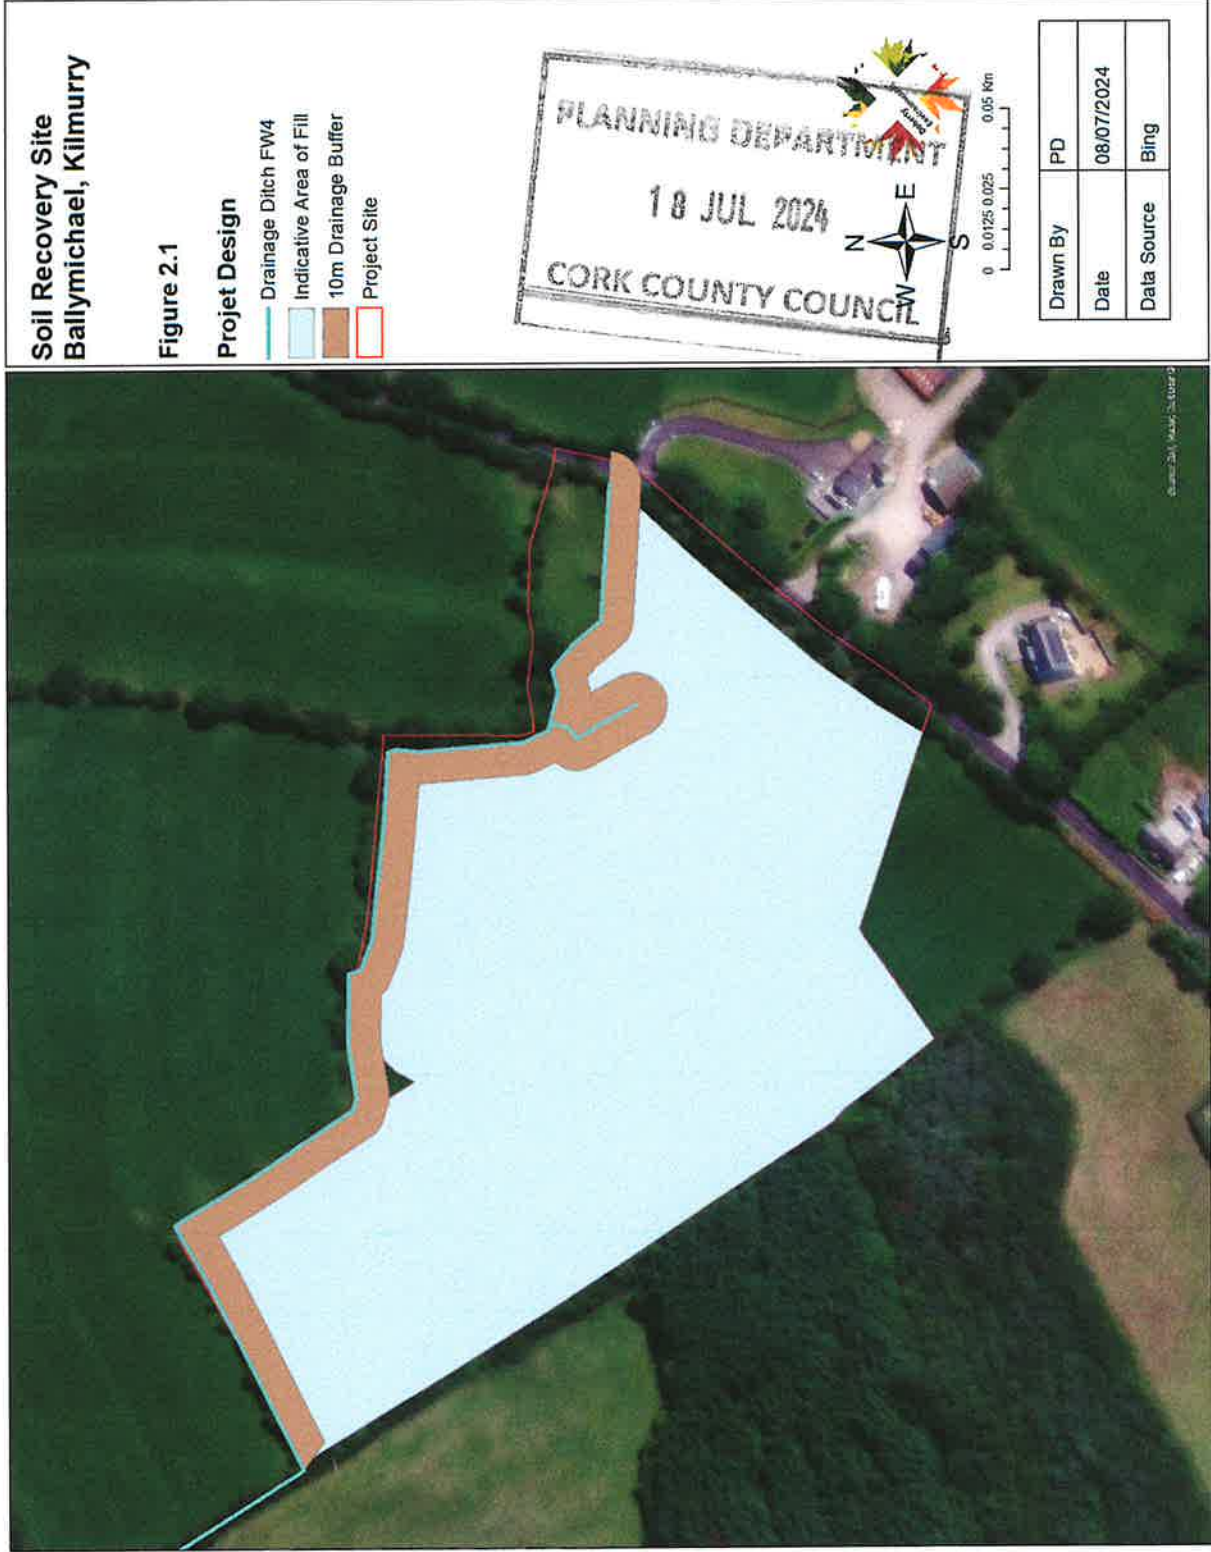 Soil Recovery Site
Ballymichael, Kilmurry
Figure 2.1
Projet Design
Drainage Ditch FW4
Indicative Area of Fill
10m Drainage Buffer
Project Site
PLANNING DEPARTMENT
18 JUL 2024
CORK COUNTY COUNCIL
N
W E
S
0 0.0125 0.025 0.05 Km
Drawn By PD
Date 08/07/2024
Data Source Bing